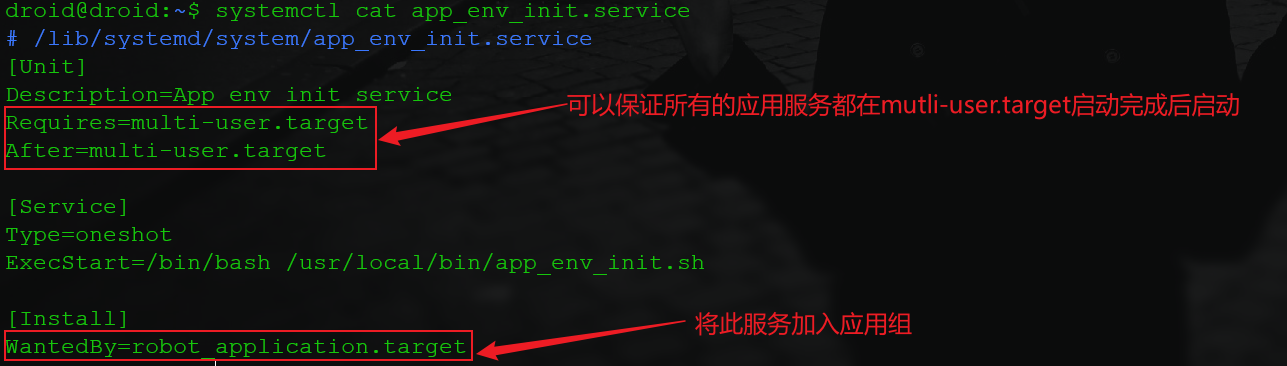 droid@droid:~$ systemctl cat app_env_init.service
# /lib/systemd/system/app_env_init.service
[Unit]
Description=App env init service
Requires=multi-user.target
After=multi-user.target
可以保证所有的应用服务都在mutli-user.target启动完成后启动
[Service]
Type=oneshot
ExecStart=/bin/bash /usr/local/bin/app_env_init.sh
[Install]
WantedBy=robot_application.target
将此服务加入应用组